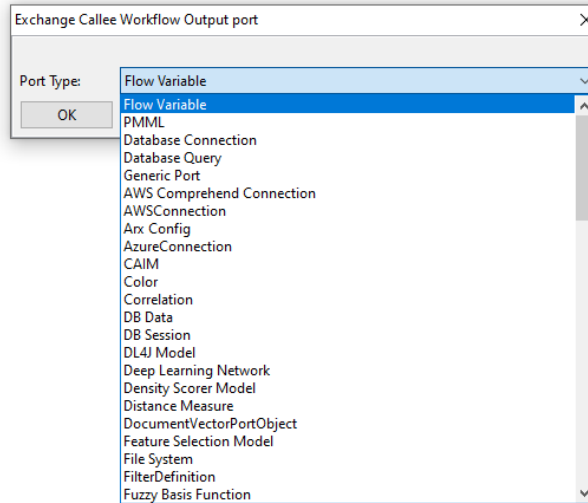 Exchange Callee Workflow Output port
Port Type: Flow Variable
OK
Flow Variable
PMML
Database Connection
Database Query
Generic Port
AWS Comprehend Connection
AWSConnection
Arx Config
AzureConnection
CAIM
Color
Correlation
DB Data
DB Session
DL4J Model
Deep Learning Network
Density Scorer Model
Distance Measure
DocumentVectorPortObject
Feature Selection Model
File System
FilterDefinition
Fuzzy Basis Function